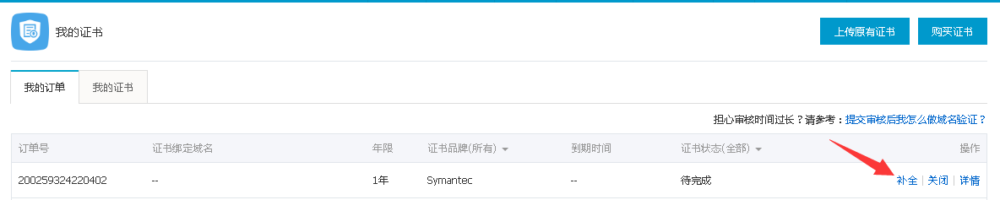 我的证书
上传原有证书 购买证书
我的订单 我的证书
担心审核时间过长？请参考：提交审核后我怎么做域名验证？
订单号 证书绑定域名 年限 证书品牌(所有) 到期时间 证书状态(全部) 操作
200259324220402 -- 1年 Symantec -- 待完成 补全 | 关闭 | 详情